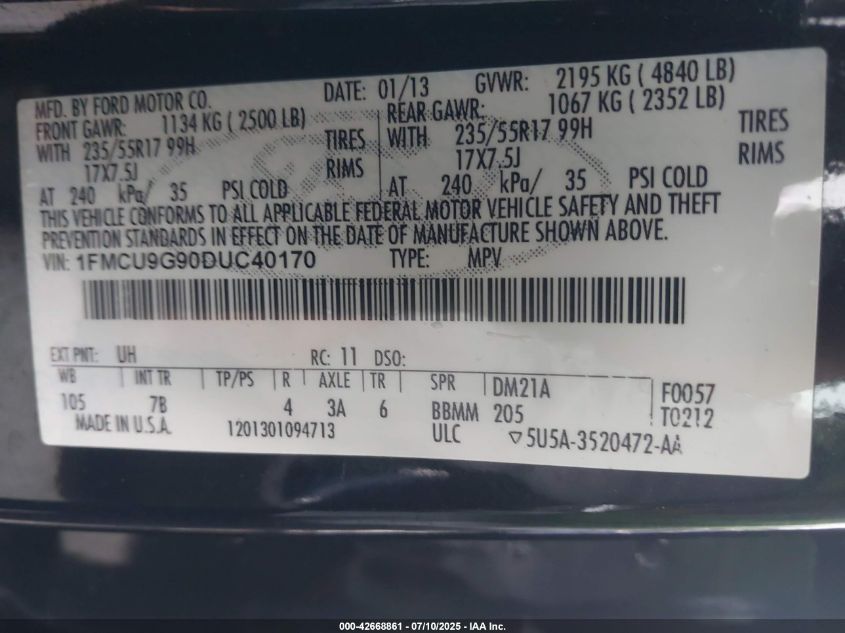 MFD. BY FORD MOTOR CO. DATE: 01/13 GVWR: 2195 KG ( 4840 LB)
FRONT GAWR: 1134 KG ( 2500 LB) REAR GAWR: 1067 KG ( 2352 LB)
WITH 235/55R17 99H TIRES WITH 235/55R17 99H TIRES
17X7.5J RIMS 17X7.5J RIMS
AT 240 kPa/ 35 PSI COLD AT 240 kPa/ 35 PSI COLD
THIS VEHICLE CONFORMS TO ALL APPLICABLE FEDERAL MOTOR VEHICLE SAFETY AND THEFT
PREVENTION STANDARDS IN EFFECT ON THE DATE OF MANUFACTURE SHOWN ABOVE.
VIN: 1FMCU9G90DUC40170 TYPE: MPV
EXT PNT: UH RC: 11 DSO:
WB INT TR TP/PS R AXLE TR SPR DM21A F0057
105 7B 4 3A 6 BBMM 205 T0212
MADE IN U.S.A. 1201301094713 ULC ▽5U5A-3520472-AA
000-42668861 - 07/10/2025 - IAA Inc.